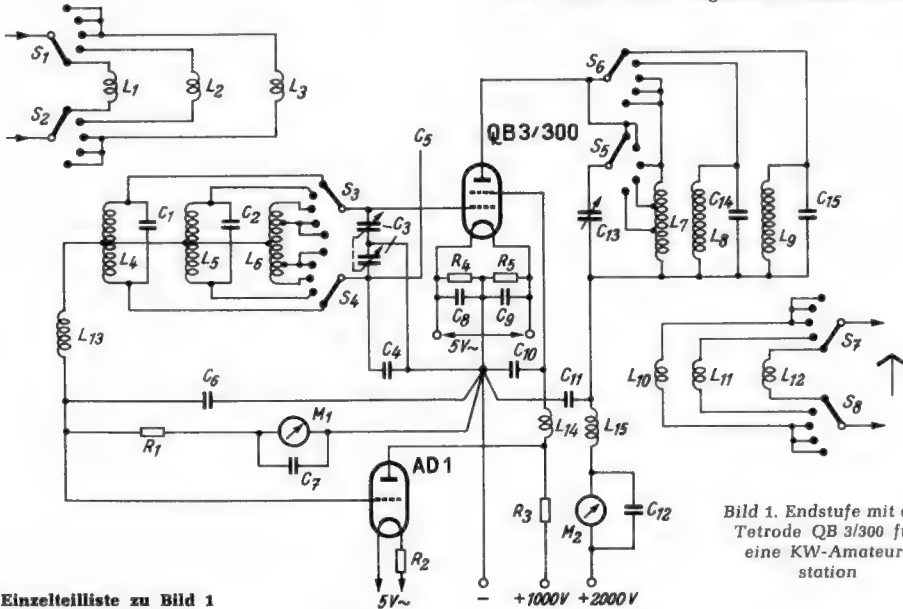 S1
S2
L1
L2
L3
C5
QB 3/300
S6
S5
S3
C1
C2
C3
L4
L5
L6
S4
R4
R5
C8
C9
5V~
C13
L7
C14
L8
L9
C15
L13
C4
C10
C11
L10
L11
L12
S7
S8
C6
M1
R1
C7
AD1
L14
L15
R3
M2
C12
R2
5V~
–
+1000V
+2000V
Bild 1. Endstufe mit
Tetrode QB 3/300
eine KW-Amateur
station
Einzelteilliste zu Bild 1